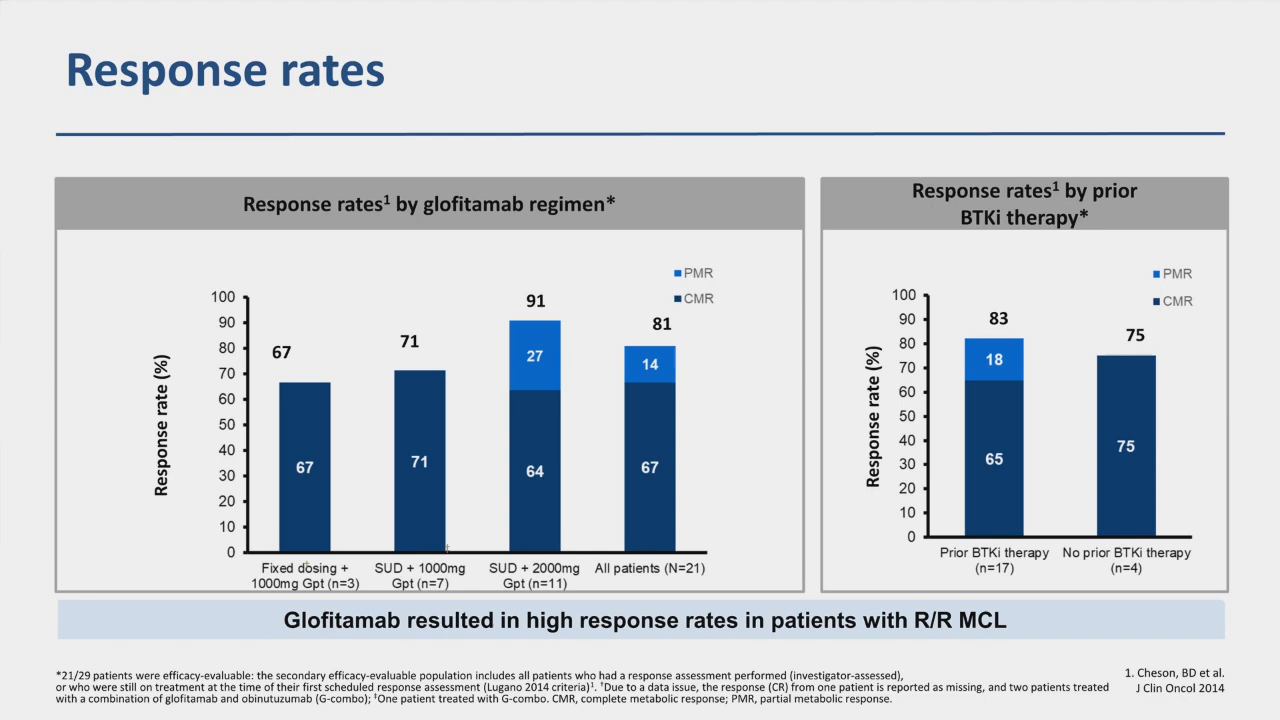 Response rates
Response rates¹ by glofitamab regimen*
PMR
CMR
Response rate (%)
100
90
80
70
60
50
40
30
20
10
0
67
71
91
81
67
71
27
64
14
67
Fixed dosing +
1000mg Gpt (n=3)
SUD + 1000mg
Gpt (n=7)
‡
SUD + 2000mg
Gpt (n=11)
All patients (N=21)
Response rates¹ by prior
BTKi therapy*
PMR
CMR
Response rate (%)
100
90
80
70
60
50
40
30
20
10
0
83
75
18
65
75
Prior BTKi therapy
(n=17)
No prior BTKi therapy
(n=4)
Glofitamab resulted in high response rates in patients with R/R MCL
*21/29 patients were efficacy-evaluable: the secondary efficacy-evaluable population includes all patients who had a response assessment performed (investigator-assessed),
or who were still on treatment at the time of their first scheduled response assessment (Lugano 2014 criteria)¹. †Due to a data issue, the response (CR) from one patient is reported as missing, and two patients treated
with a combination of glofitamab and obinutuzumab (G-combo); ‡One patient treated with G-combo. CMR, complete metabolic response; PMR, partial metabolic response.
1. Cheson, BD et al.
J Clin Oncol 2014